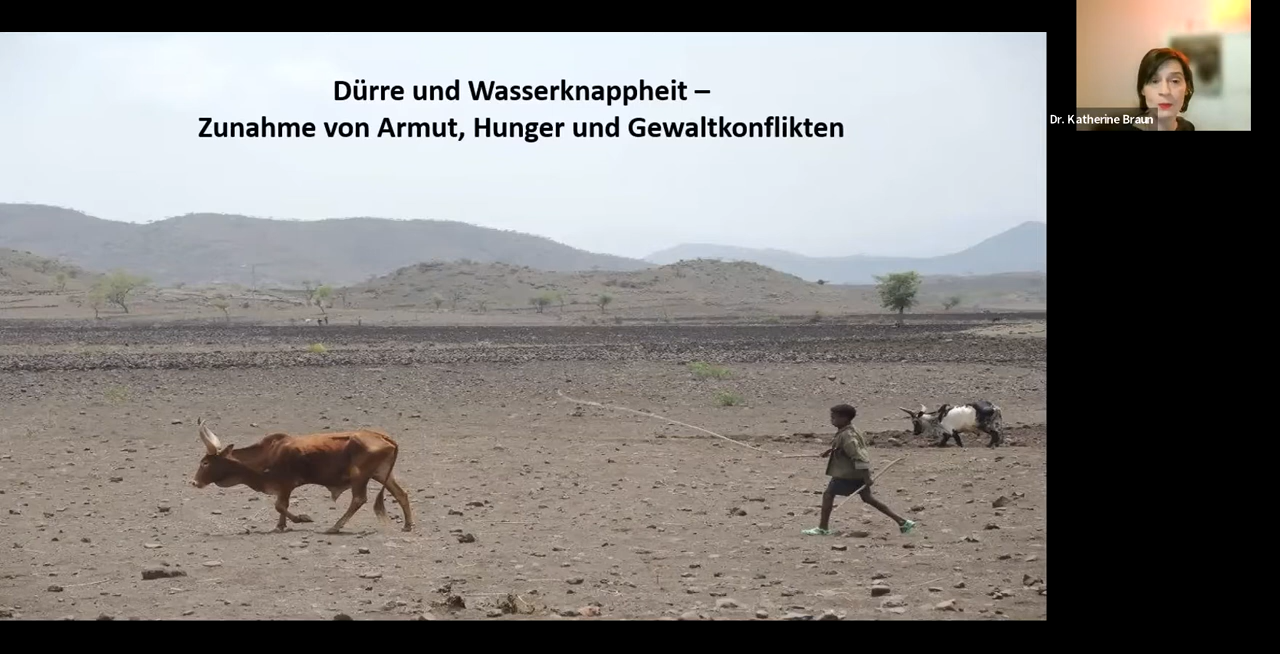 Dürre und Wasserknappheit –
Zunahme von Armut, Hunger und Gewaltkonflikten
Dr. Katherine Braun